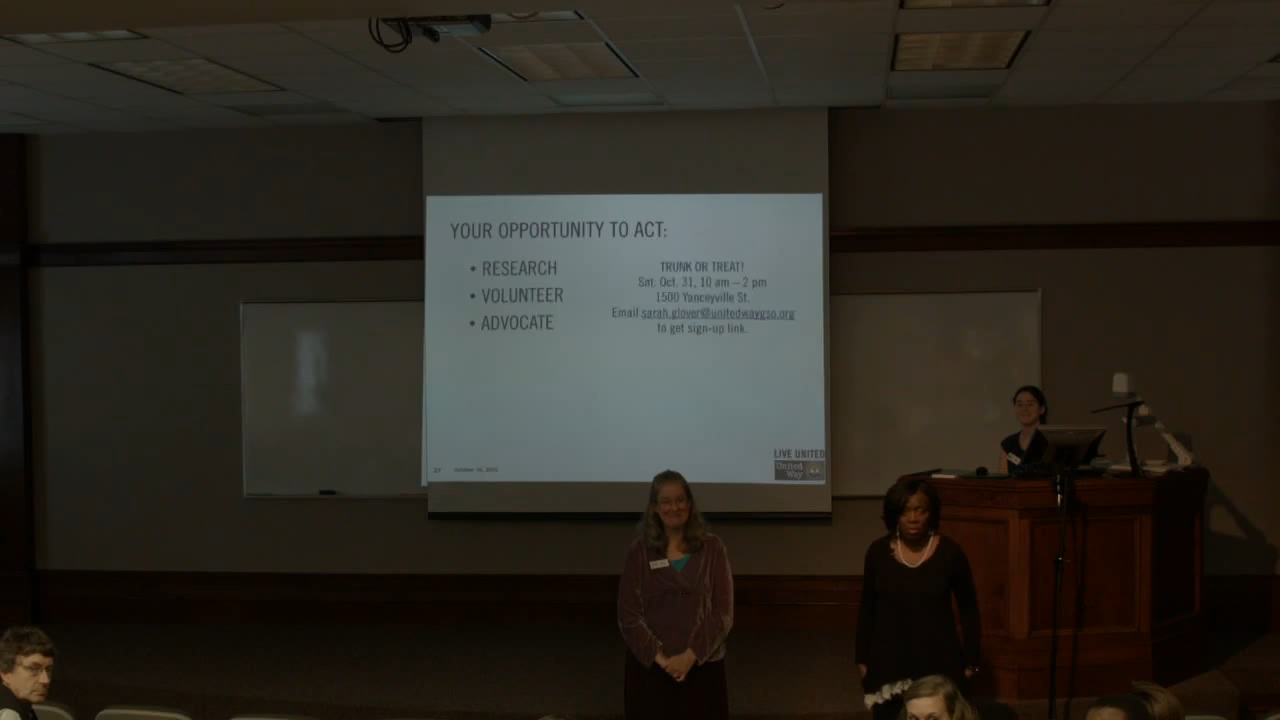 YOUR OPPORTUNITY TO ACT:
• RESEARCH
• VOLUNTEER
• ADVOCATE
TRUNK OR TREAT!
Sat. Oct. 31, 10 am – 2 pm
1500 Yanceyville St.
Email sarah.glover@unitedwaygso.org
to get sign-up link.
27
LIVE UNITED
United
Way